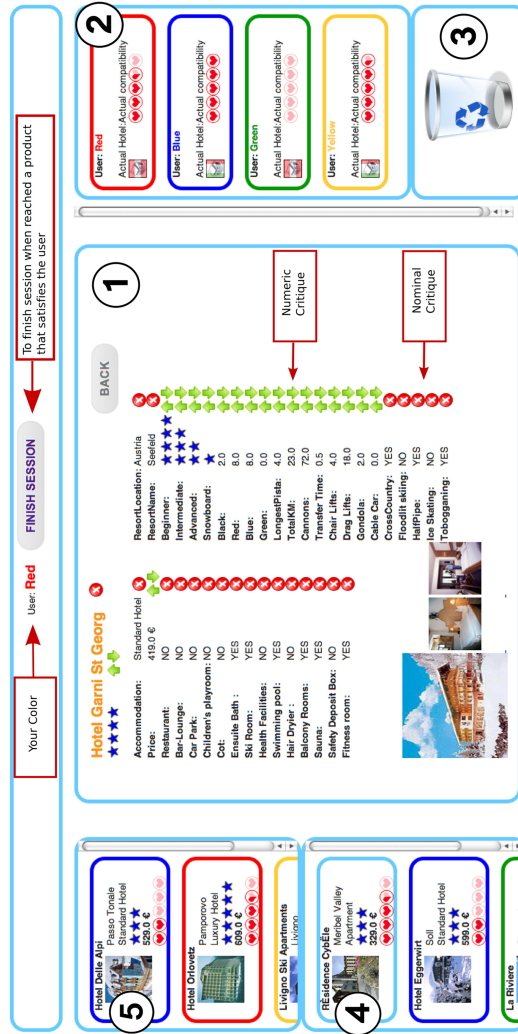 Your Color
User: Red
FINISH SESSION
To finish session when reached a product
that satisfies the user
5
Hotel Delle Alpi
Passo Tonale
Standard Hotel
529.0 €
Hotel Orlovetz
Pamporovo
Luxury Hotel
609.0 €
Livigno Ski Apartments
Livigno
4
RÈsidence CybËle
Meribel Valley
Apartment
329.0 €
Hotel Eggerwirt
Soll
Standard Hotel
599.0 €
La Riviere
1
Hotel Garni St Georg
BACK
Accommodation: Standard Hotel
Price: 419.0 €
Restaurant: NO
Bar-Lounge: NO
Car Park: NO
Children's playroom: NO
Cot: NO
Ensuite Bath : YES
Ski Room: YES
Health Facilities: NO
Swimming pool: YES
Hair Dryier : NO
Balcony Rooms: YES
Sauna: YES
Safety Deposit Box: NO
Fitness room: YES
ResortLocation: Austria
ResortName: Seefeld
Beginner:
Intermediate:
Advanced:
Snowboard:
Black: 2.0
Red: 8.0
Blue: 8.0
Green: 0.0
LongestPista: 4.0
TotalKM: 23.0
Cannons: 72.0
Transfer Time: 0.5
Chair Lifts: 4.0
Drag Lifts: 18.0
Gondola: 2.0
Cable Car: 0.0
CrossCountry: YES
Floodlit skiing: NO
HalfPipe: YES
Ice Skating: NO
Tobogganing: YES
Numeric
Critique
Nominal
Critique
2
User: Red
Actual Hotel: Actual compatibility
User: Blue
Actual Hotel: Actual compatibility
User: Green
Actual Hotel: Actual compatibility
User: Yellow
Actual Hotel: Actual compatibility
3